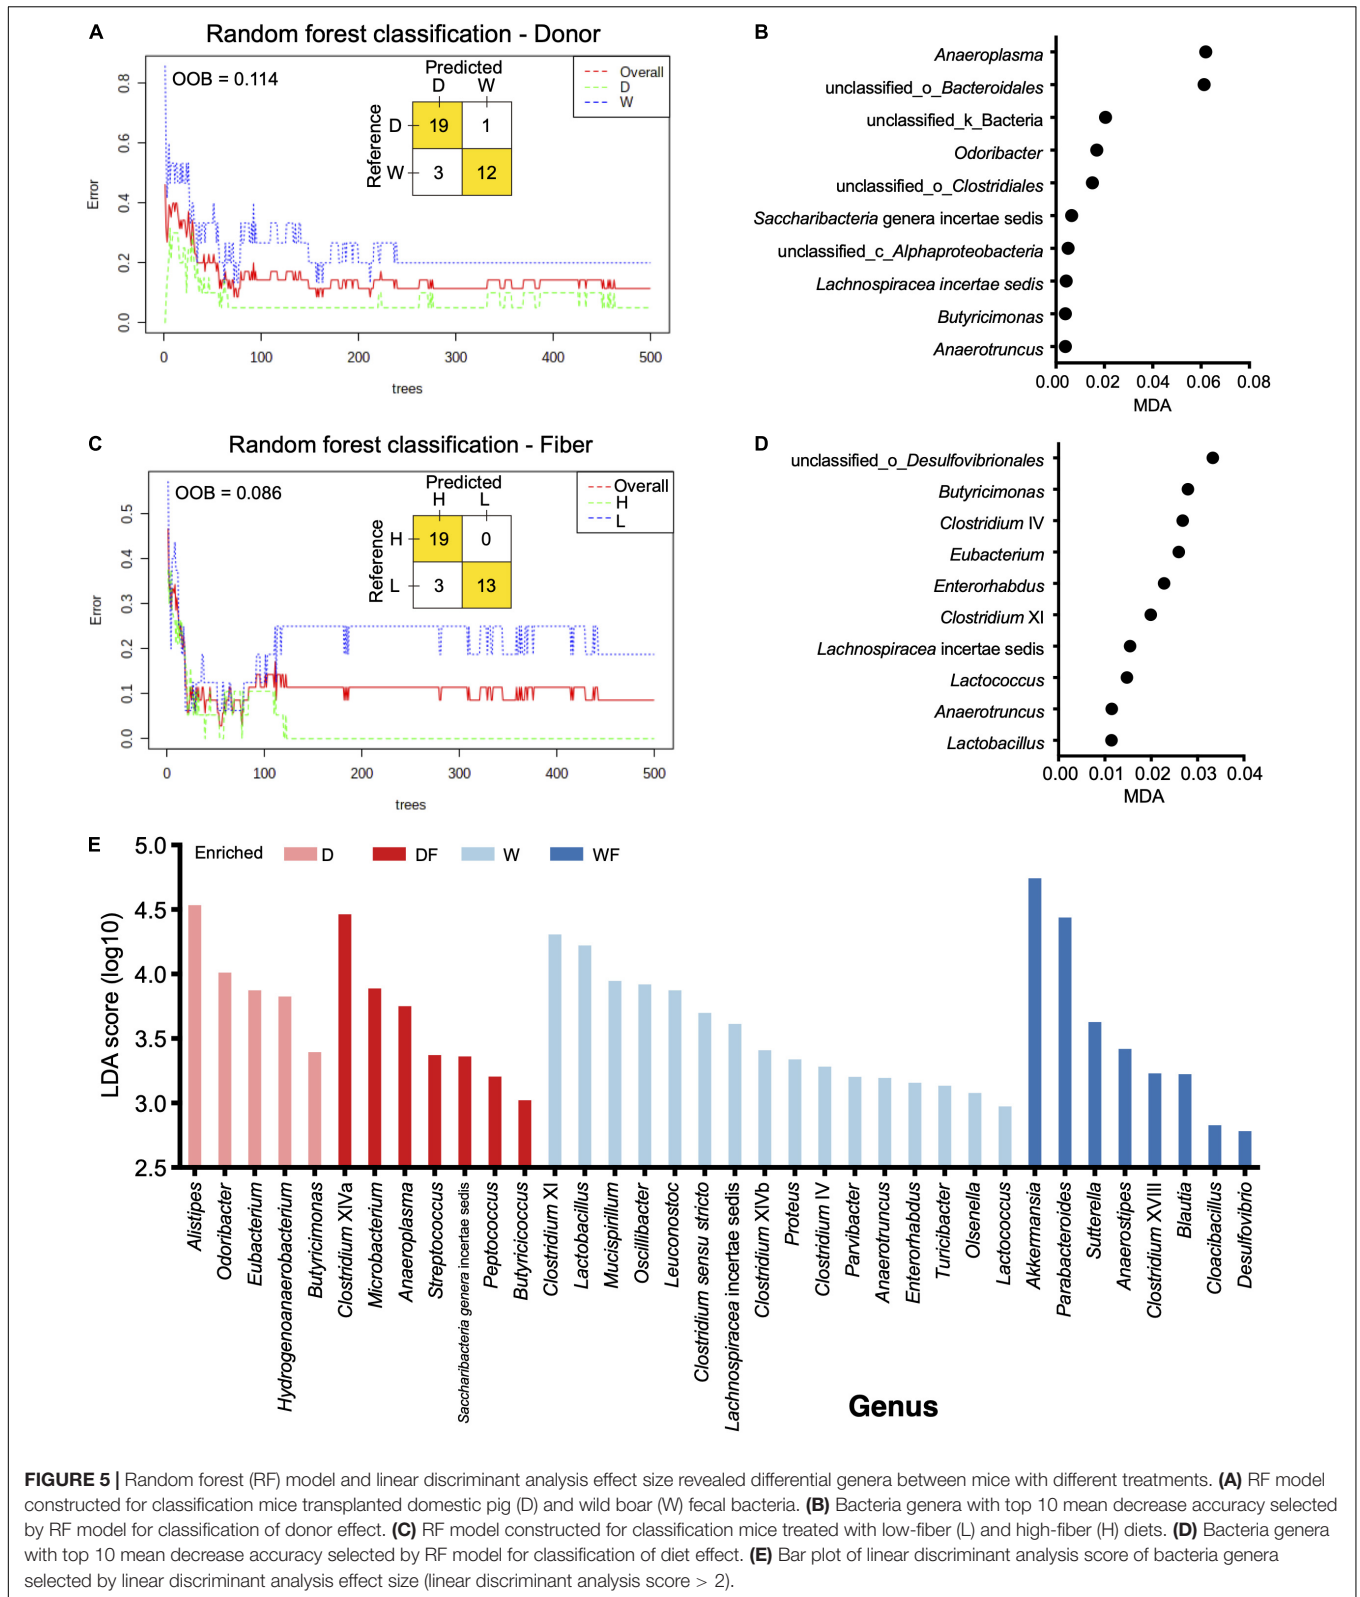 A
Random forest classification - Donor
OOB = 0.114
Predicted
D W
Reference
D 19 1
W 3 12
Overall
D
W
Error
0.8
0.6
0.4
0.2
0.0
0 100 200 300 400 500
trees
B
Anaeroplasma
unclassified_o_Bacteroidales
unclassified_k_Bacteria
Odoribacter
unclassified_o_Clostridiales
Saccharibacteria genera incertae sedis
unclassified_c_Alphaproteobacteria
Lachnospiracea incertae sedis
Butyricimonas
Anaerotruncus
0.00 0.02 0.04 0.06 0.08
MDA
C
Random forest classification - Fiber
OOB = 0.086
Predicted
H L
Reference
H 19 0
L 3 13
Overall
H
L
Error
0.5
0.4
0.3
0.2
0.1
0.0
0 100 200 300 400 500
trees
D
unclassified_o_Desulfovibrionales
Butyricimonas
Clostridium IV
Eubacterium
Enterorhabdus
Clostridium XI
Lachnospiracea incertae sedis
Lactococcus
Anaerotruncus
Lactobacillus
0.00 0.01 0.02 0.03 0.04
MDA
E
Enriched D DF W WF
LDA score (log10)
5.0
4.5
4.0
3.5
3.0
2.5
Alistipes
Odoribacter
Eubacterium
Hydrogenoanaerobacterium
Butyricimonas
Clostridium XIVa
Microbacterium
Anaeroplasma
Streptococcus
Saccharibacteria genera incertae sedis
Peptococcus
Butyricicoccus
Clostridium XI
Lactobacillus
Mucispirillum
Oscillibacter
Leuconostoc
Clostridium sensu stricto
Lachnospiracea incertae sedis
Clostridium XIVb
Proteus
Clostridium IV
Parvibacter
Anaerotruncus
Enterorhabdus
Turicibacter
Olsenella
Lactococcus
Akkermansia
Parabacteroides
Sutterella
Anaerostipes
Clostridium XVIII
Blautia
Cloacibacillus
Desulfovibrio
Genus
FIGURE 5 | Random forest (RF) model and linear discriminant analysis effect size revealed differential genera between mice with different treatments. (A) RF model
constructed for classification mice transplanted domestic pig (D) and wild boar (W) fecal bacteria. (B) Bacteria genera with top 10 mean decrease accuracy selected
by RF model for classification of donor effect. (C) RF model constructed for classification mice treated with low-fiber (L) and high-fiber (H) diets. (D) Bacteria genera
with top 10 mean decrease accuracy selected by RF model for classification of diet effect. (E) Bar plot of linear discriminant analysis score of bacteria genera
selected by linear discriminant analysis effect size (linear discriminant analysis score > 2).